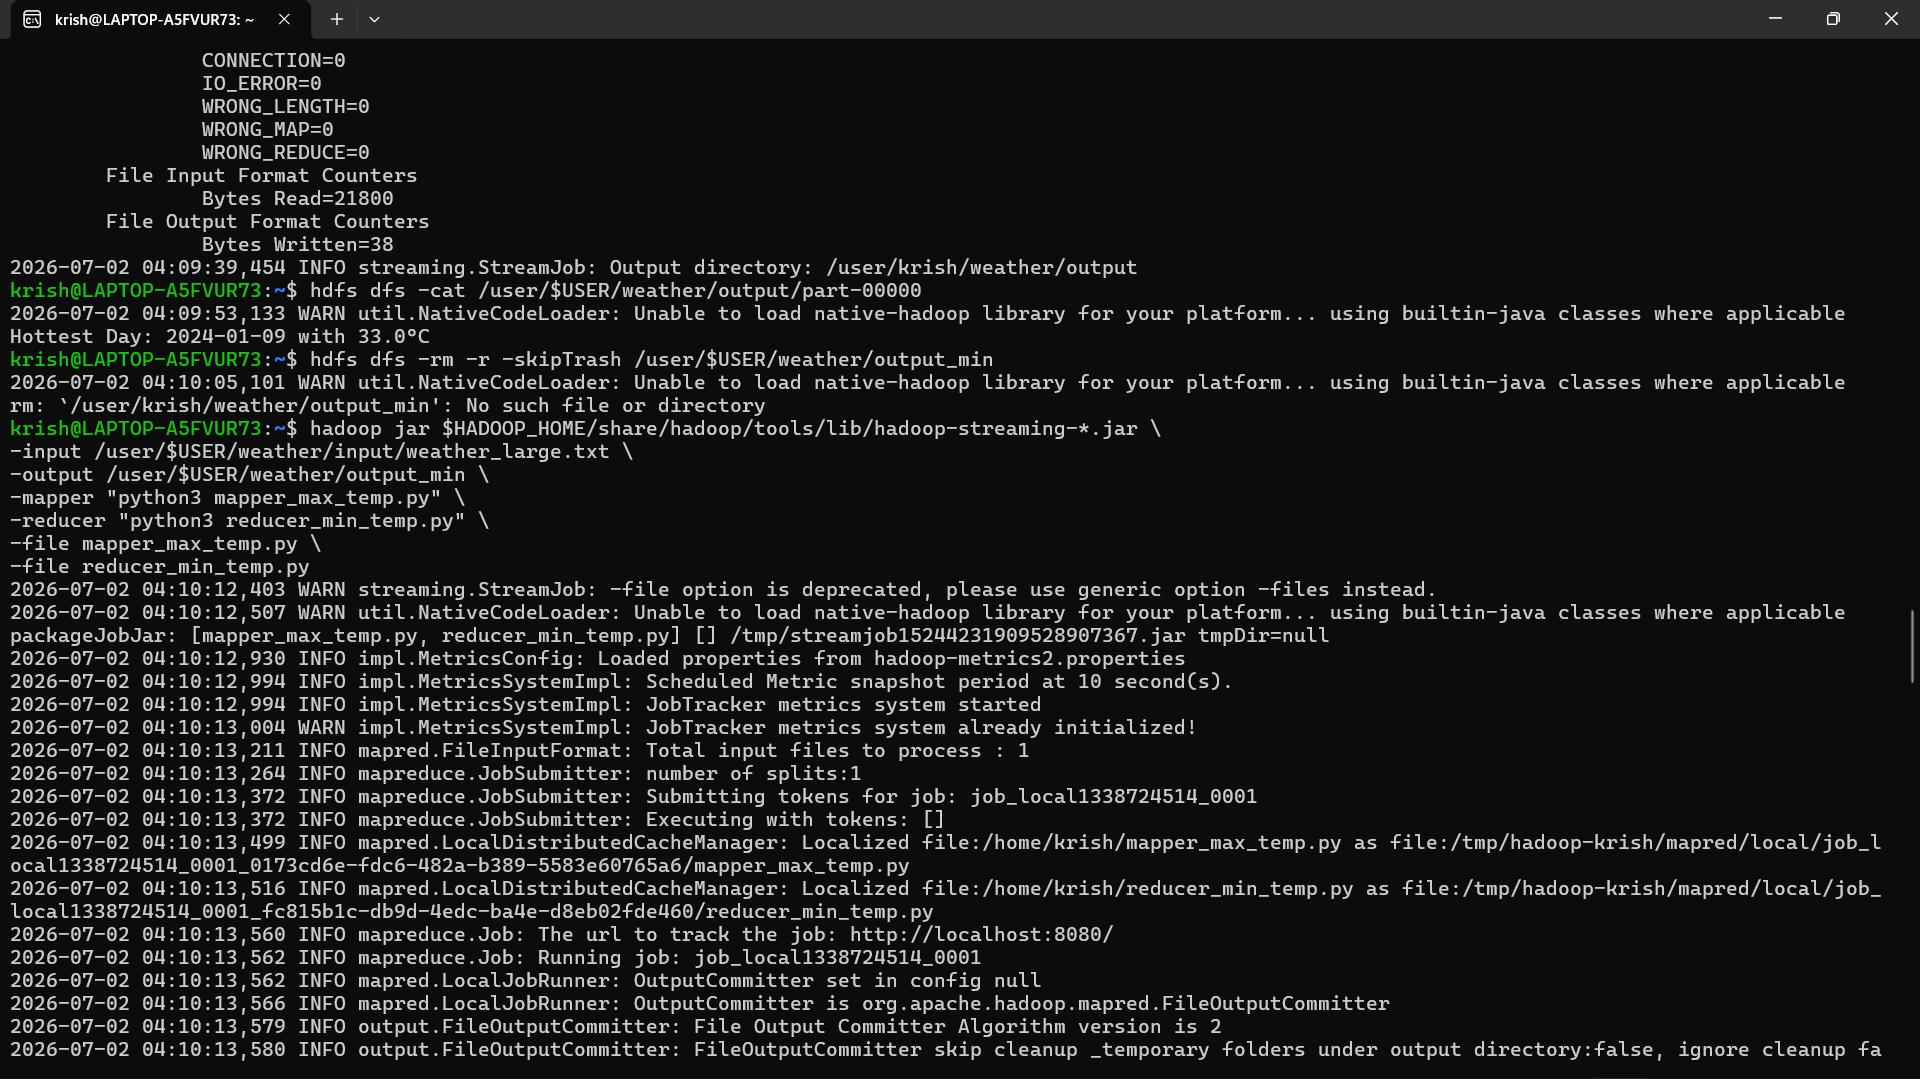 krish@LAPTOP-A5FVUR73: ~
CONNECTION=0
IO_ERROR=0
WRONG_LENGTH=0
WRONG_MAP=0
WRONG_REDUCE=0
File Input Format Counters
Bytes Read=21800
File Output Format Counters
Bytes Written=38
2026-07-02 04:09:39,454 INFO streaming.StreamJob: Output directory: /user/krish/weather/output
krish@LAPTOP-A5FVUR73:~$ hdfs dfs -cat /user/$USER/weather/output/part-00000
2026-07-02 04:09:53,133 WARN util.NativeCodeLoader: Unable to load native-hadoop library for your platform... using builtin-java classes where applicable
Hottest Day: 2024-01-09 with 33.0°C
krish@LAPTOP-A5FVUR73:~$ hdfs dfs -rm -r -skipTrash /user/$USER/weather/output_min
2026-07-02 04:10:05,101 WARN util.NativeCodeLoader: Unable to load native-hadoop library for your platform... using builtin-java classes where applicable
rm: `/user/krish/weather/output_min': No such file or directory
krish@LAPTOP-A5FVUR73:~$ hadoop jar $HADOOP_HOME/share/hadoop/tools/lib/hadoop-streaming-*.jar \
-input /user/$USER/weather/input/weather_large.txt \
-output /user/$USER/weather/output_min \
-mapper "python3 mapper_max_temp.py" \
-reducer "python3 reducer_min_temp.py" \
-file mapper_max_temp.py \
-file reducer_min_temp.py
2026-07-02 04:10:12,403 WARN streaming.StreamJob: -file option is deprecated, please use generic option -files instead.
2026-07-02 04:10:12,507 WARN util.NativeCodeLoader: Unable to load native-hadoop library for your platform... using builtin-java classes where applicable
packageJobJar: [mapper_max_temp.py, reducer_min_temp.py] [] /tmp/streamjob15244231909528907367.jar tmpDir=null
2026-07-02 04:10:12,930 INFO impl.MetricsConfig: Loaded properties from hadoop-metrics2.properties
2026-07-02 04:10:12,994 INFO impl.MetricsSystemImpl: Scheduled Metric snapshot period at 10 second(s).
2026-07-02 04:10:12,994 INFO impl.MetricsSystemImpl: JobTracker metrics system started
2026-07-02 04:10:13,004 WARN impl.MetricsSystemImpl: JobTracker metrics system already initialized!
2026-07-02 04:10:13,211 INFO mapred.FileInputFormat: Total input files to process : 1
2026-07-02 04:10:13,264 INFO mapreduce.JobSubmitter: number of splits:1
2026-07-02 04:10:13,372 INFO mapreduce.JobSubmitter: Submitting tokens for job: job_local1338724514_0001
2026-07-02 04:10:13,372 INFO mapreduce.JobSubmitter: Executing with tokens: []
2026-07-02 04:10:13,499 INFO mapred.LocalDistributedCacheManager: Localized file:/home/krish/mapper_max_temp.py as file:/tmp/hadoop-krish/mapred/local/job_l
ocal1338724514_0001_0173cd6e-fdc6-482a-b389-5583e60765a6/mapper_max_temp.py
2026-07-02 04:10:13,516 INFO mapred.LocalDistributedCacheManager: Localized file:/home/krish/reducer_min_temp.py as file:/tmp/hadoop-krish/mapred/local/job_
local1338724514_0001_fc815b1c-db9d-4edc-ba4e-d8eb02fde460/reducer_min_temp.py
2026-07-02 04:10:13,560 INFO mapreduce.Job: The url to track the job: http://localhost:8080/
2026-07-02 04:10:13,562 INFO mapreduce.Job: Running job: job_local1338724514_0001
2026-07-02 04:10:13,562 INFO mapred.LocalJobRunner: OutputCommitter set in config null
2026-07-02 04:10:13,566 INFO mapred.LocalJobRunner: OutputCommitter is org.apache.hadoop.mapred.FileOutputCommitter
2026-07-02 04:10:13,579 INFO output.FileOutputCommitter: File Output Committer Algorithm version is 2
2026-07-02 04:10:13,580 INFO output.FileOutputCommitter: FileOutputCommitter skip cleanup _temporary folders under output directory:false, ignore cleanup fa